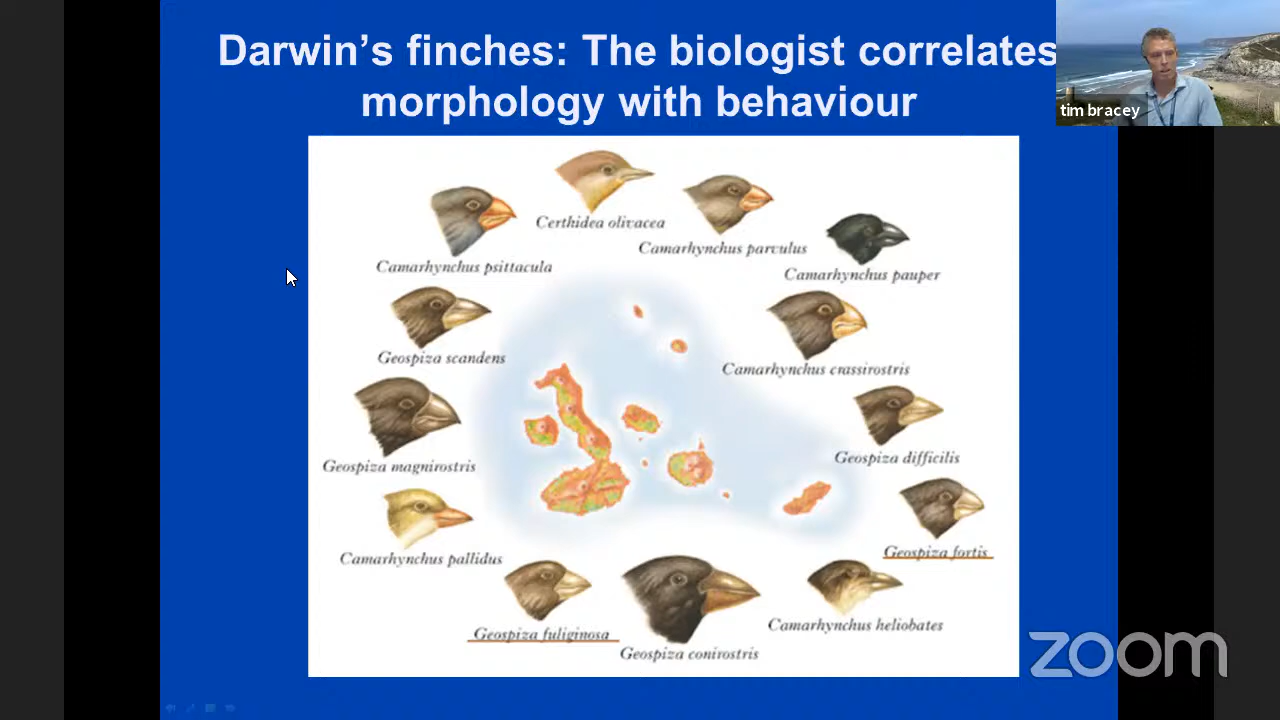 Darwin's finches: The biologist correlates
morphology with behaviour
tim bracey
Certhidea olivacea
Camarhynchus parvulus
Camarhynchus psittacula
Camarhynchus pauper
Geospiza scandens
Camarhynchus crassirostris
Geospiza magnirostris
Geospiza difficilis
Camarhynchus pallidus
Geospiza fortis
Geospiza fuliginosa
Camarhynchus heliobates
Geospiza conirostris
zoom